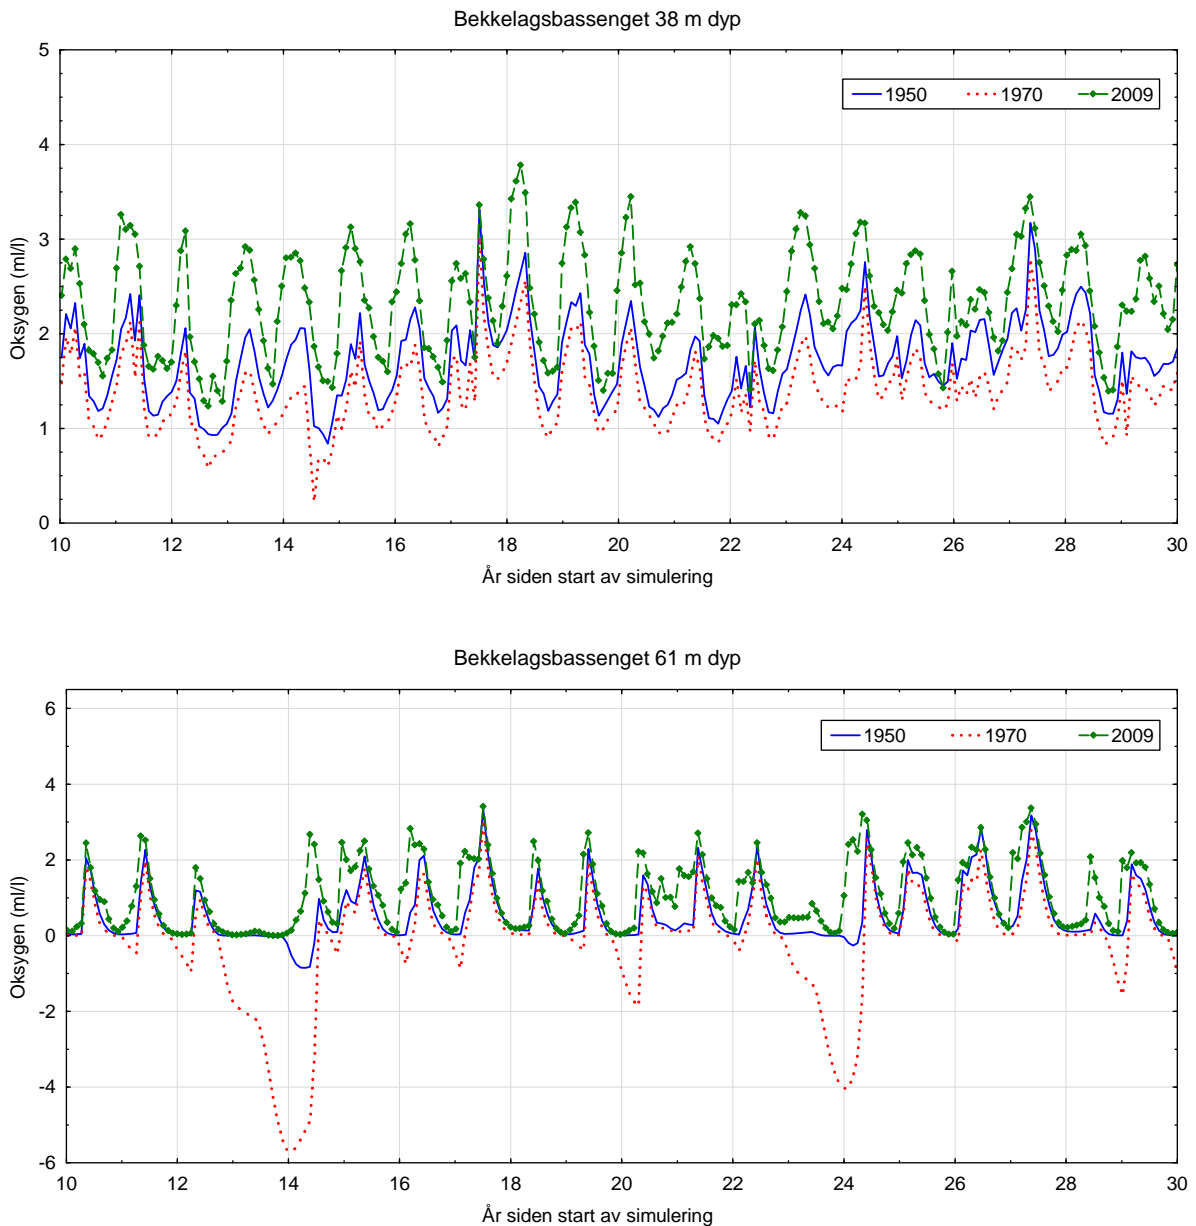 Bekkelagsbassenget 38 m dyp
5
1950 1970 2009
4
3
2
1
0
Oksygen (ml/l)
10 12 14 16 18 20 22 24 26 28 30
År siden start av simulering
Bekkelagsbassenget 61 m dyp
6
1950 1970 2009
4
2
0
-2
-4
-6
Oksygen (ml/l)
10 12 14 16 18 20 22 24 26 28 30
År siden start av simulering